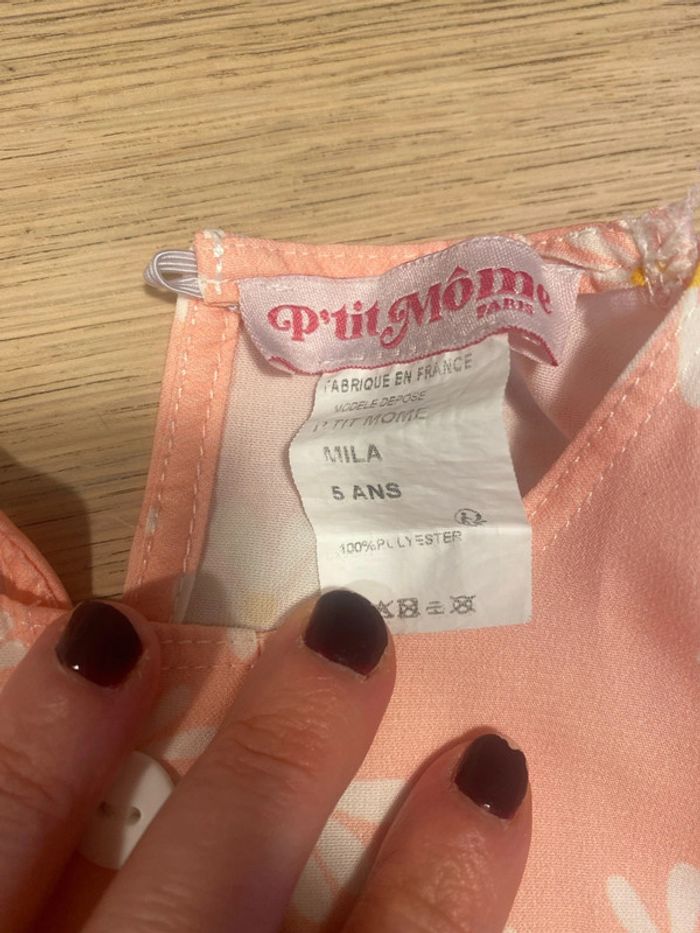 P'tit Môme
PARIS
FABRIQUE EN FRANCE
MODELE DEPOSE
P'TIT MOME
MILA
5 ANS
100%POLYESTER